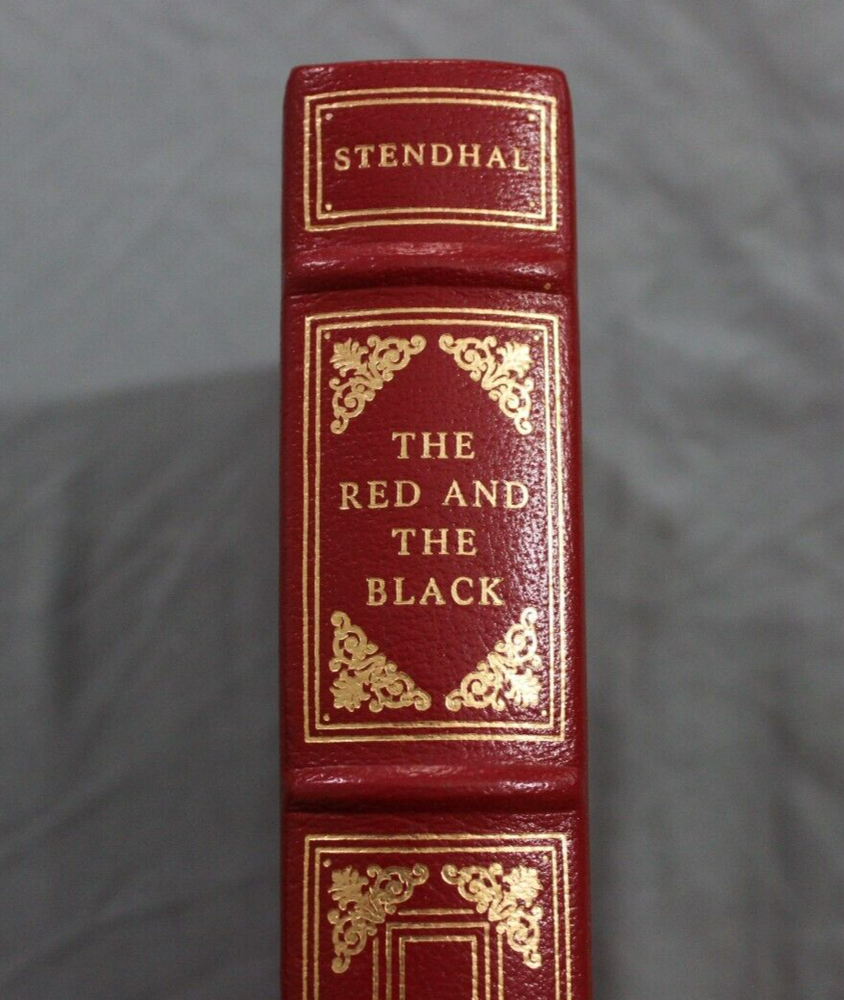 STENDHAL
THE
RED AND
THE
BLACK